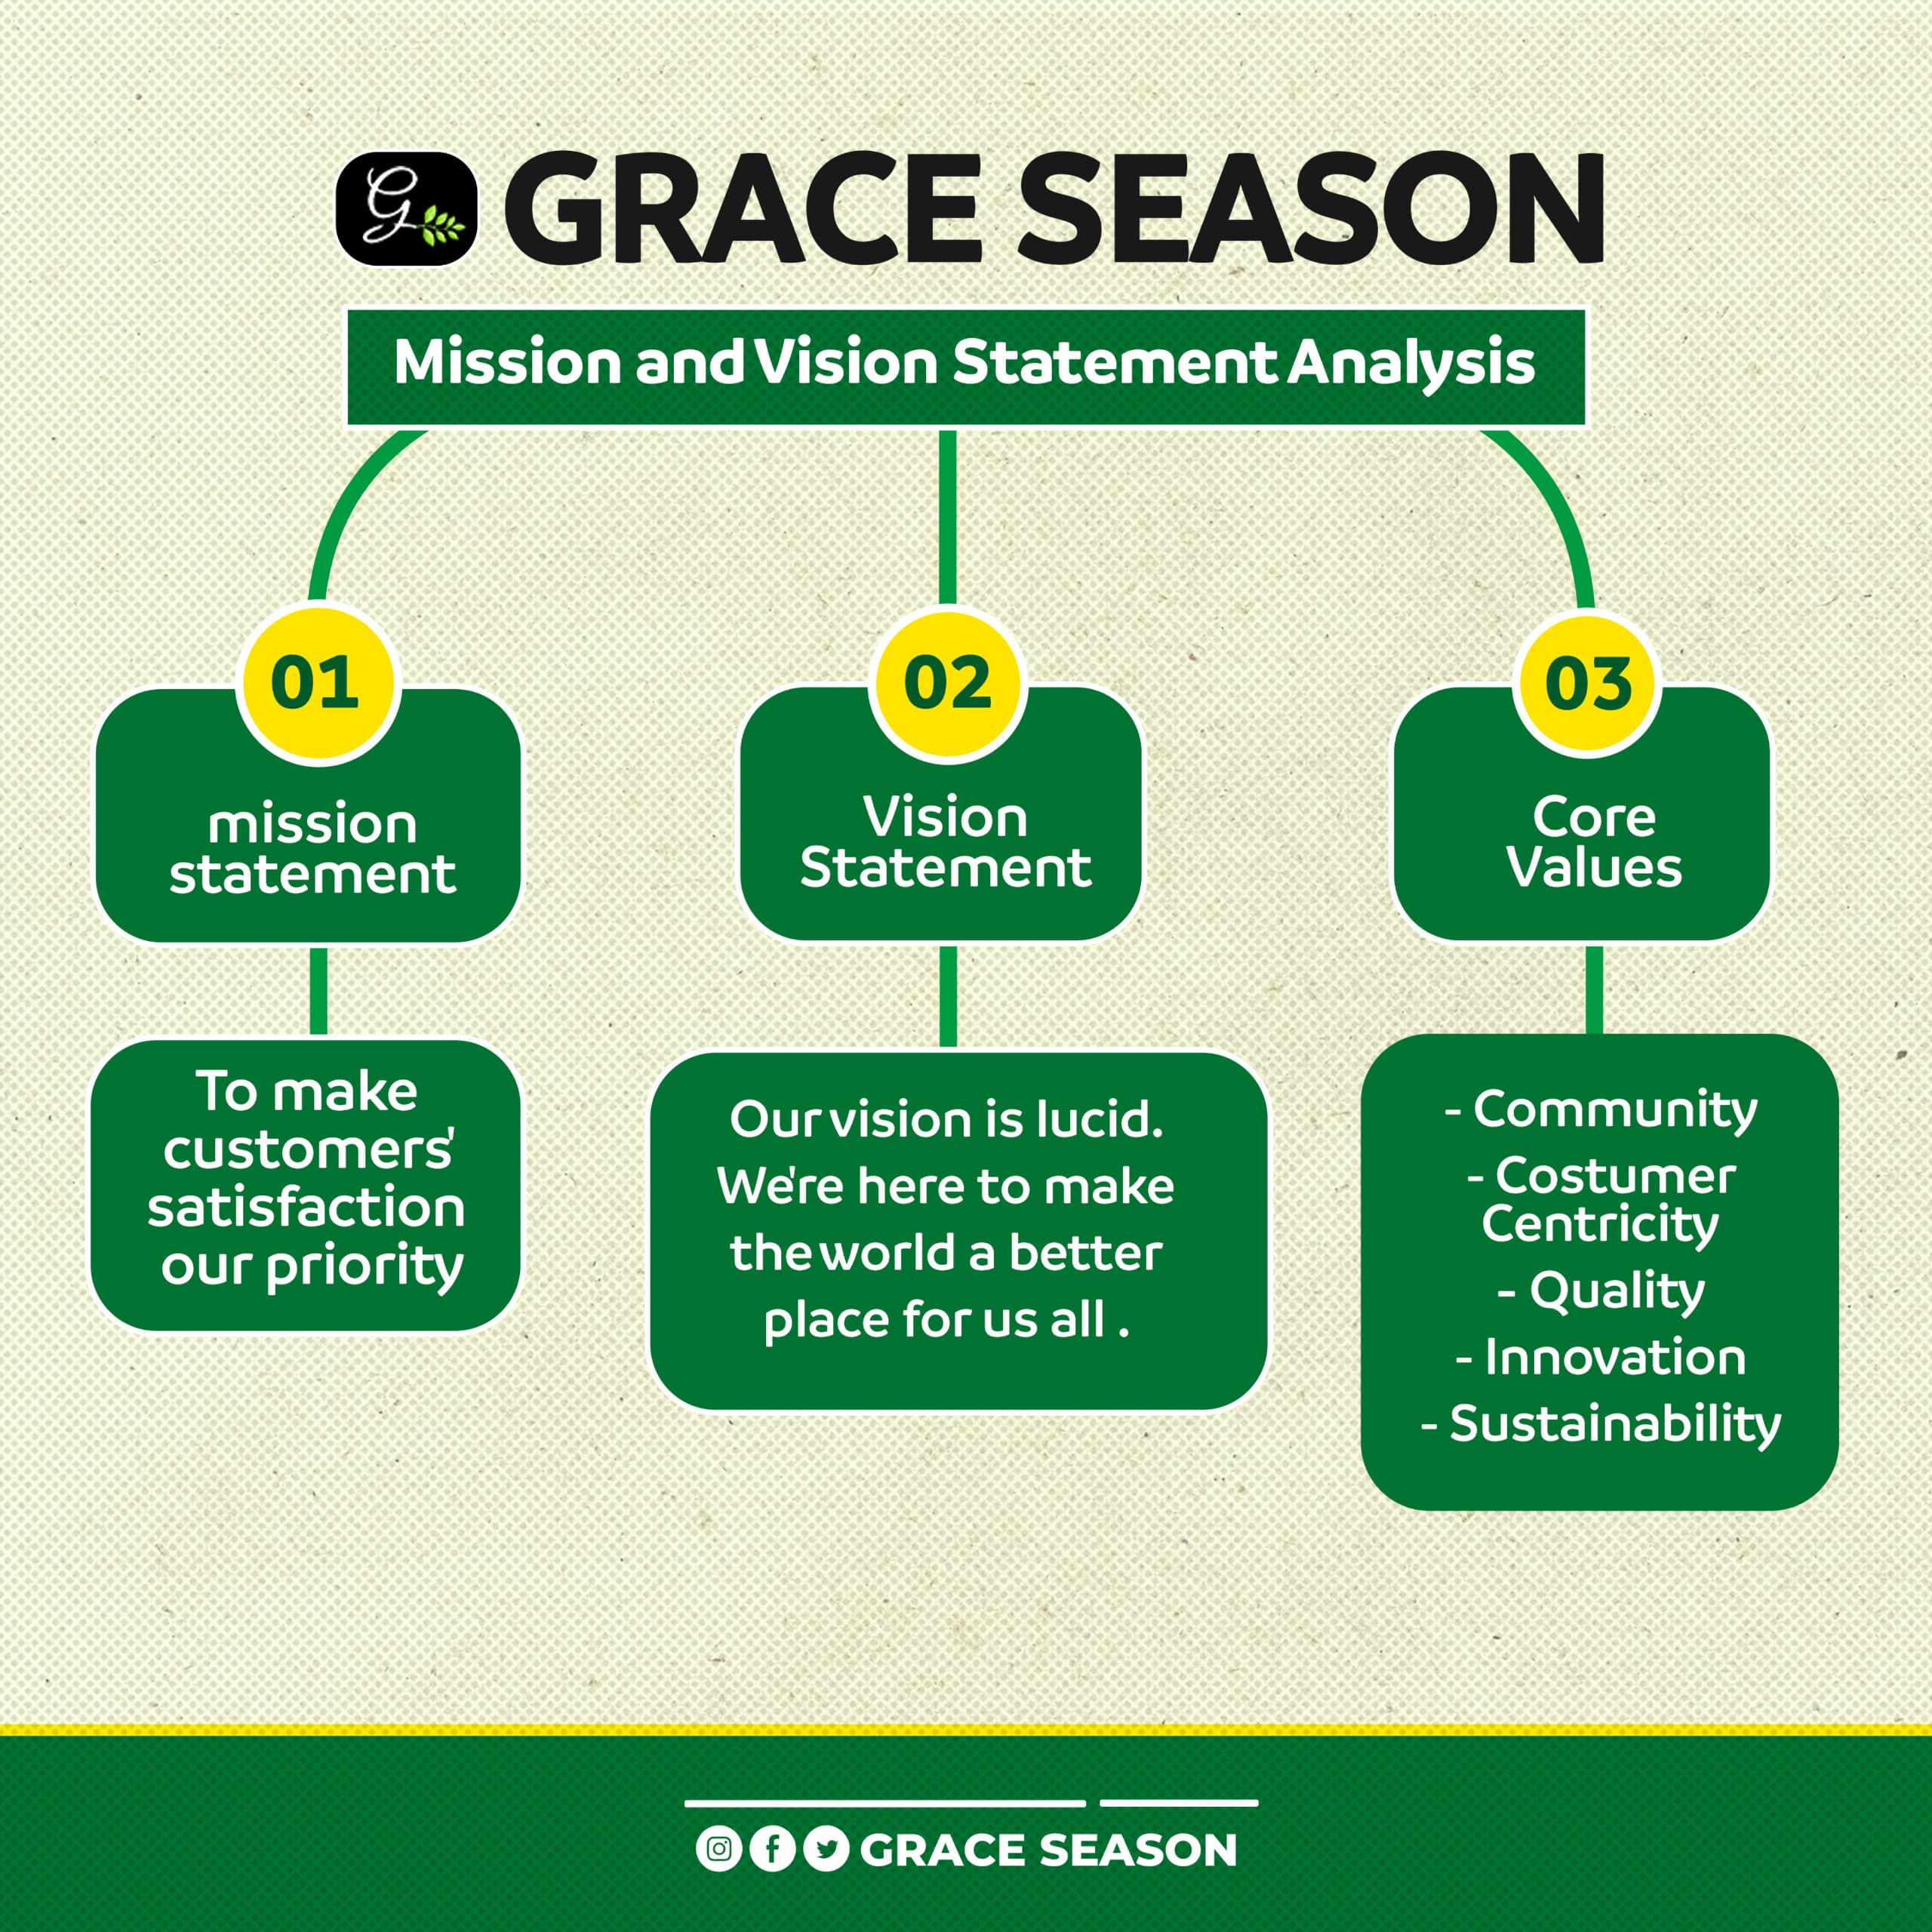 G
GRACE SEASON
Mission and Vision Statement Analysis
01
mission
statement
To make
customers'
satisfaction
our priority
02
Vision
Statement
Our vision is lucid.
We're here to make
the world a better
place for us all .
03
Core
Values
- Community
- Costumer
Centricity
- Quality
- Innovation
- Sustainability
GRACE SEASON